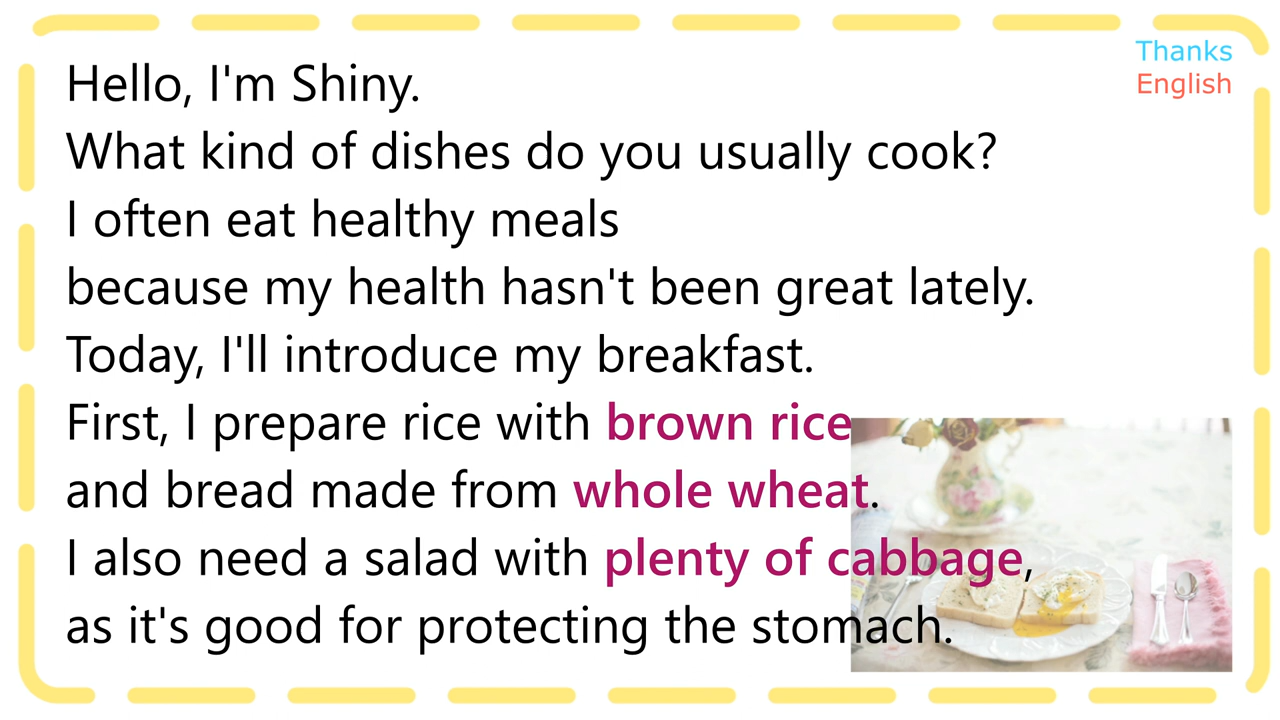 Thanks
English
Hello, I'm Shiny.
What kind of dishes do you usually cook?
I often eat healthy meals
because my health hasn't been great lately.
Today, I'll introduce my breakfast.
First, I prepare rice with brown rice
and bread made from whole wheat.
I also need a salad with plenty of cabbage,
as it's good for protecting the stomach.